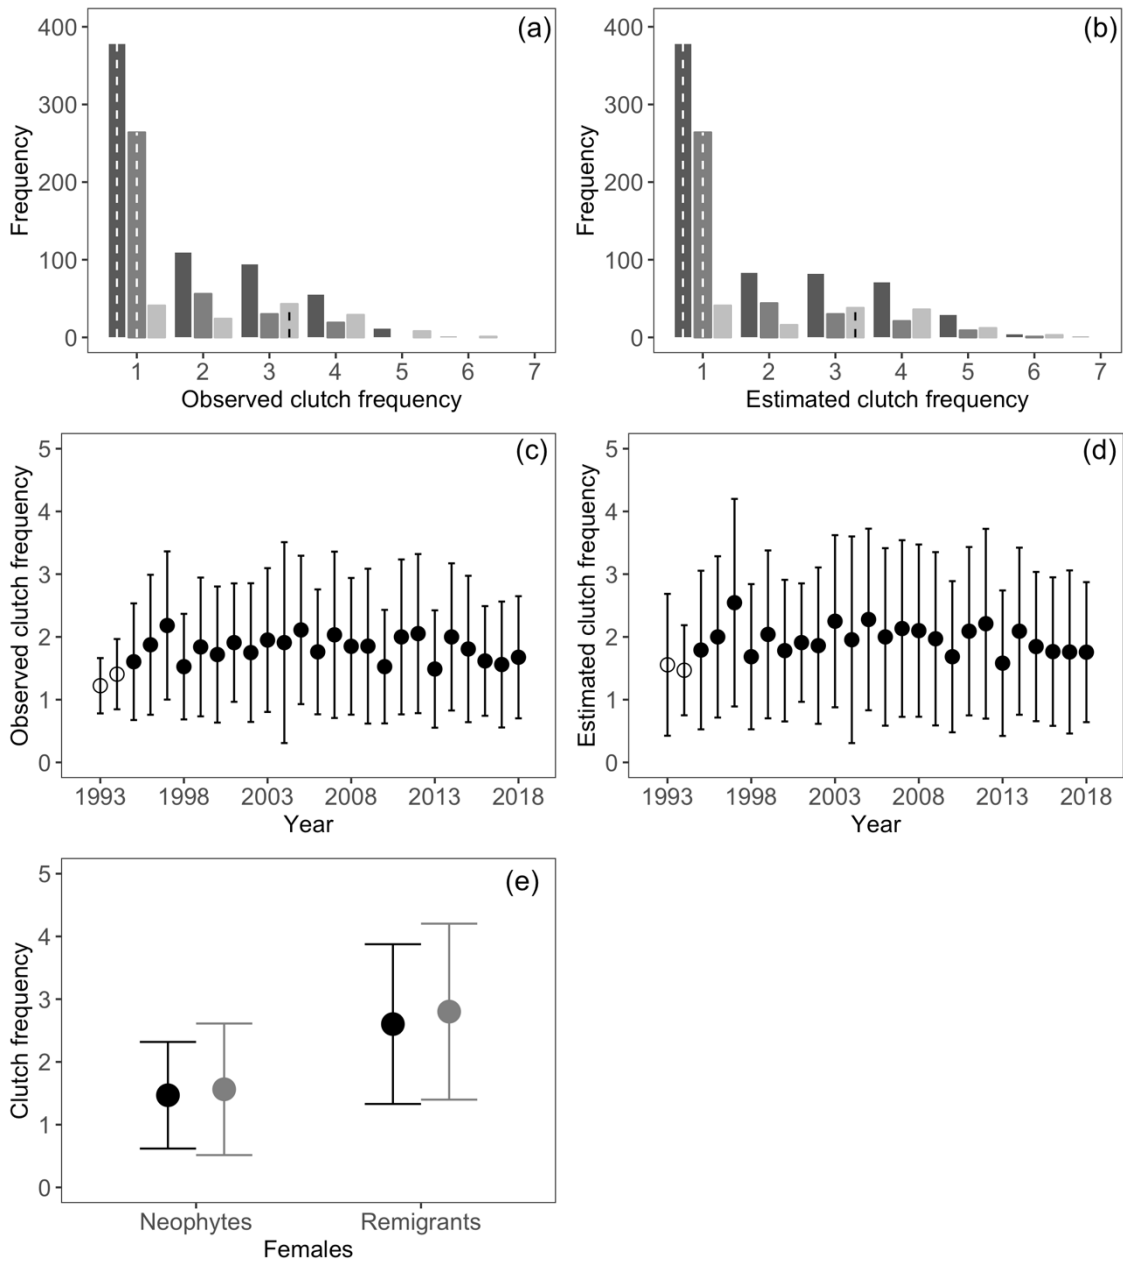 (a)
400
300
200
100
0
Frequency
1 2 3 4 5 6 7
Observed clutch frequency
(b)
400
300
200
100
0
Frequency
1 2 3 4 5 6 7
Estimated clutch frequency
(c)
5
4
3
2
1
0
Observed clutch frequency
1993 1998 2003 2008 2013 2018
Year
(d)
5
4
3
2
1
0
Estimated clutch frequency
1993 1998 2003 2008 2013 2018
Year
(e)
5
4
3
2
1
0
Clutch frequency
Neophytes Remigrants
Females